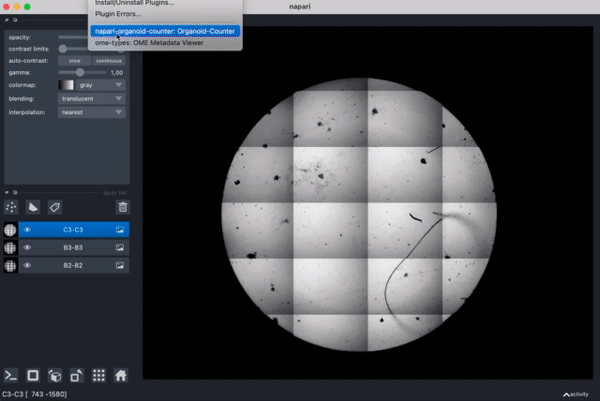 Install/Uninstall Plugins...
napari
Plugin Errors...
napari-organoid-counter: Organoid-Counter
ome-types: OME Metadata Viewer
opacity:
contrast limits:
auto-contrast: once continuous
gamma: 1,00
colormap: gray
blending: translucent
interpolation: nearest
layer list
C3-C3
B3-B3
B2-B2
C3-C3 [ 743 -1580]
activity